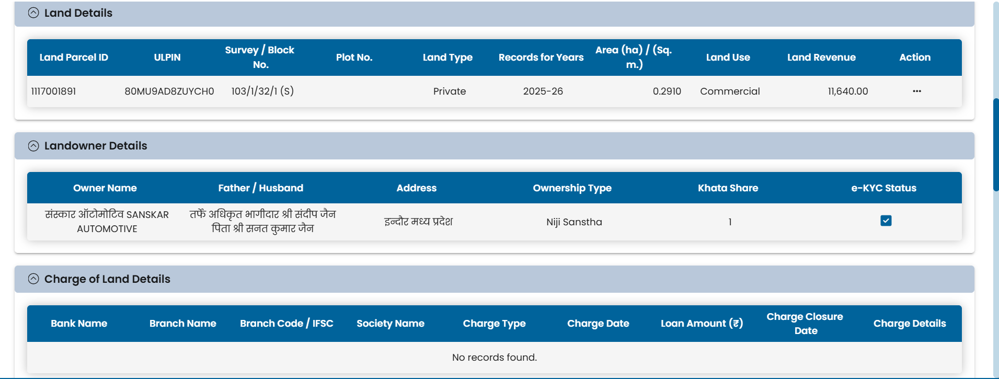 Land Details
Land Parcel ID ULPIN Survey / Block No. Plot No. Land Type Records for Years Area (ha) / (Sq. m.) Land Use Land Revenue Action
1117001891 80MU9AD8ZUYCH0 103/1/32/1 (S) Private 2025-26 0.2910 Commercial 11,640.00 ...
Landowner Details
Owner Name Father / Husband Address Ownership Type Khata Share e-KYC Status
संस्कार ऑटोमोटिव SANSKAR AUTOMOTIVE तर्फे अधिकृत भागीदार श्री संदीप जैन पिता श्री सनत कुमार जैन इन्दौर मध्य प्रदेश Niji Sanstha 1
Charge of Land Details
Bank Name Branch Name Branch Code / IFSC Society Name Charge Type Charge Date Loan Amount (₹) Charge Closure Date Charge Details
No records found.